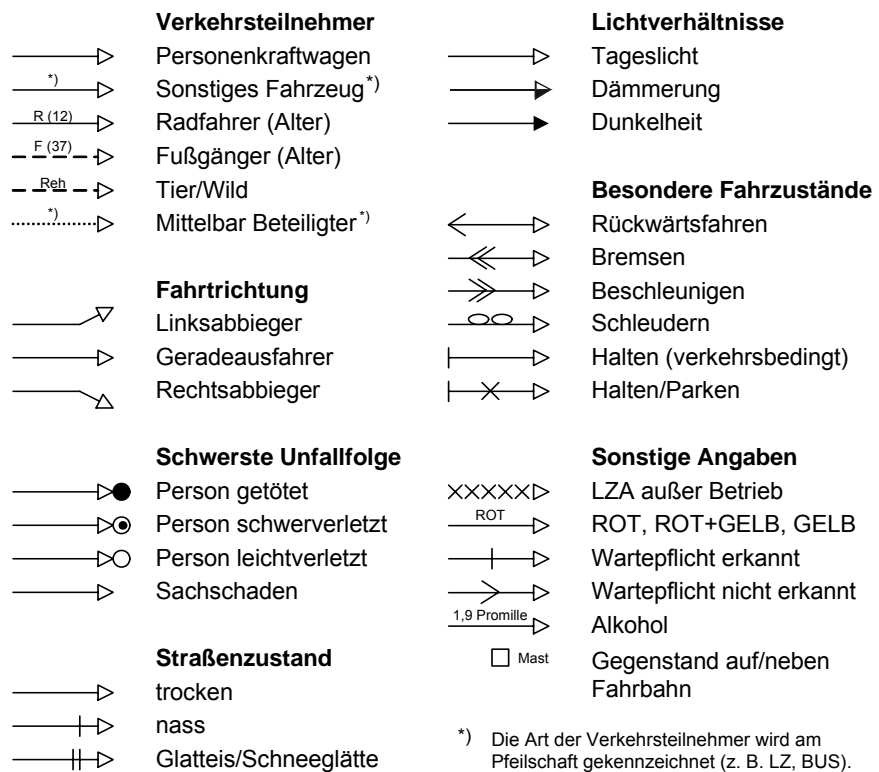 Verkehrsteilnehmer
Personenkraftwagen
*) Sonstiges Fahrzeug*)
R (12) Radfahrer (Alter)
F (37) Fußgänger (Alter)
Reh Tier/Wild
*) Mittelbar Beteiligter*)
Fahrtrichtung
Linksabbieger
Geradeausfahrer
Rechtsabbieger
Schwerste Unfallfolge
Person getötet
Person schwerverletzt
Person leichtverletzt
Sachschaden
Straßenzustand
trocken
nass
Glatteis/Schneeglätte
Lichtverhältnisse
Tageslicht
Dämmerung
Dunkelheit
Besondere Fahrzustände
Rückwärtsfahren
Bremsen
Beschleunigen
Schleudern
Halten (verkehrsbedingt)
Halten/Parken
Sonstige Angaben
LZA außer Betrieb
ROT ROT, ROT+GELB, GELB
Wartepflicht erkannt
Wartepflicht nicht erkannt
1,9 Promille Alkohol
Mast Gegenstand auf/neben
Fahrbahn
*) Die Art der Verkehrsteilnehmer wird am
Pfeilschaft gekennzeichnet (z. B. LZ, BUS).